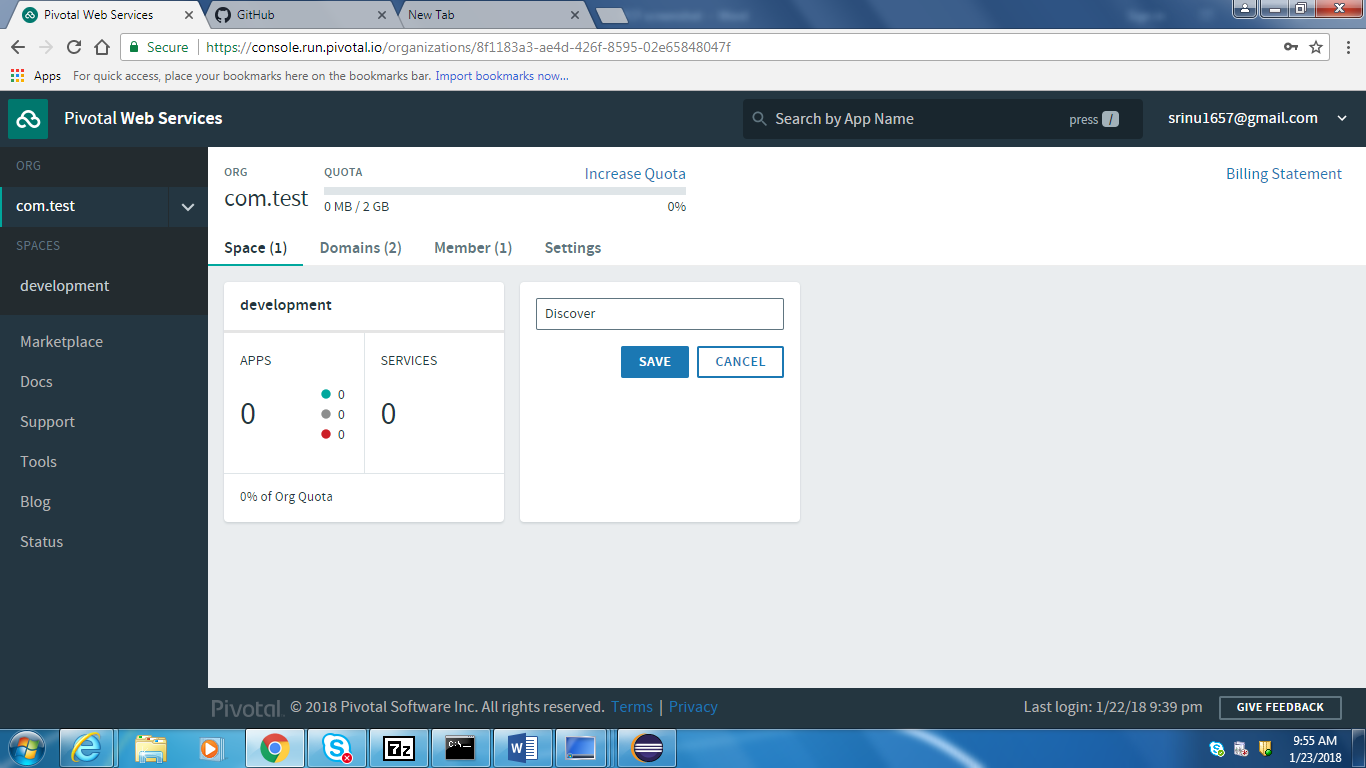 Pivotal Web Services
GitHub
New Tab
Secure https://console.run.pivotal.io/organizations/8f1183a3-ae4d-426f-8595-02e65848047f
Apps For quick access, place your bookmarks here on the bookmarks bar. Import bookmarks now...
Pivotal Web Services
Search by App Name press /
srinu1657@gmail.com
ORG
com.test
SPACES
development
Marketplace
Docs
Support
Tools
Blog
Status
ORG
com.test
QUOTA Increase Quota
0 MB / 2 GB 0%
Billing Statement
Space (1) Domains (2) Member (1) Settings
development
APPS
0
0
0
0
SERVICES
0
0% of Org Quota
Discover
SAVE CANCEL
Pivotal. © 2018 Pivotal Software Inc. All rights reserved. Terms | Privacy
Last login: 1/22/18 9:39 pm GIVE FEEDBACK
7z
C:\.
W
9:55 AM
1/23/2018